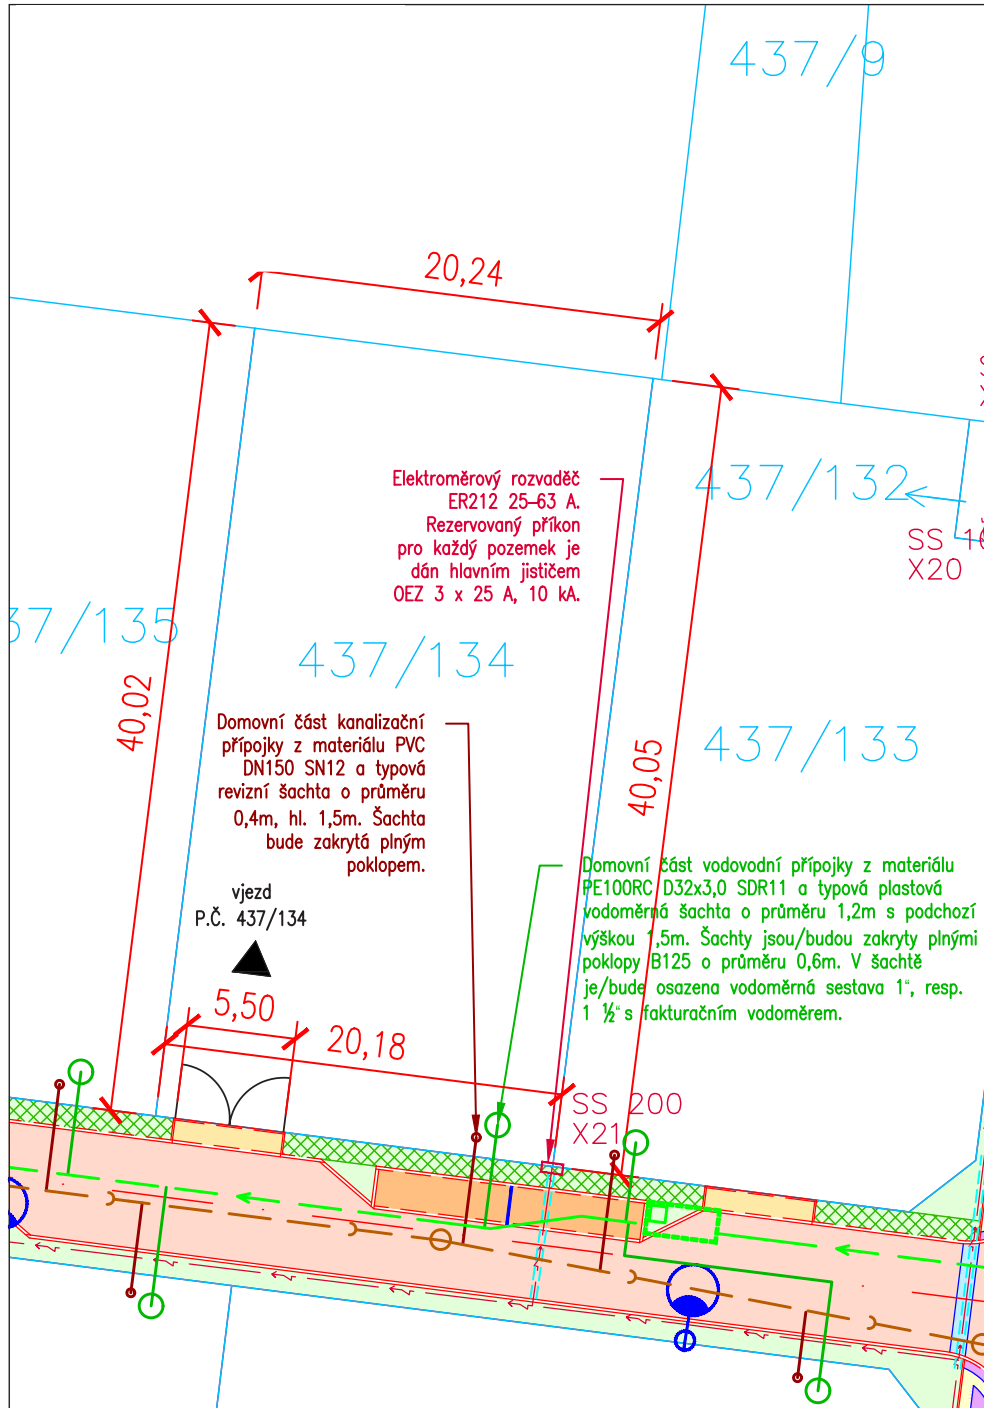 437/9
20,24
Elektroměrový rozvaděč
ER212 25–63 A.
Rezervovaný příkon
pro každý pozemek je
dán hlavním jističem
OEZ 3 x 25 A, 10 kA.
437/132
SS
X20
37/135
437/134
40,02
Domovní část kanalizační
přípojky z materiálu PVC
DN150 SN12 a typová
revizní šachta o průměru
0,4m, hl. 1,5m. Šachta
bude zakrytá plným
poklopem.
437/133
40,05
Domovní část vodovodní přípojky z materiálu
PE100RC D32x3,0 SDR11 a typová plastová
vodoměrná šachta o průměru 1,2m s podchozí
výškou 1,5m. Šachty jsou/budou zakryty plnými
poklopy B125 o průměru 0,6m. V šachtě
je/bude osazena vodoměrná sestava 1“, resp.
1 ½“ s fakturačním vodoměrem.
vjezd
P.Č. 437/134
5,50
20,18
SS 200
X21